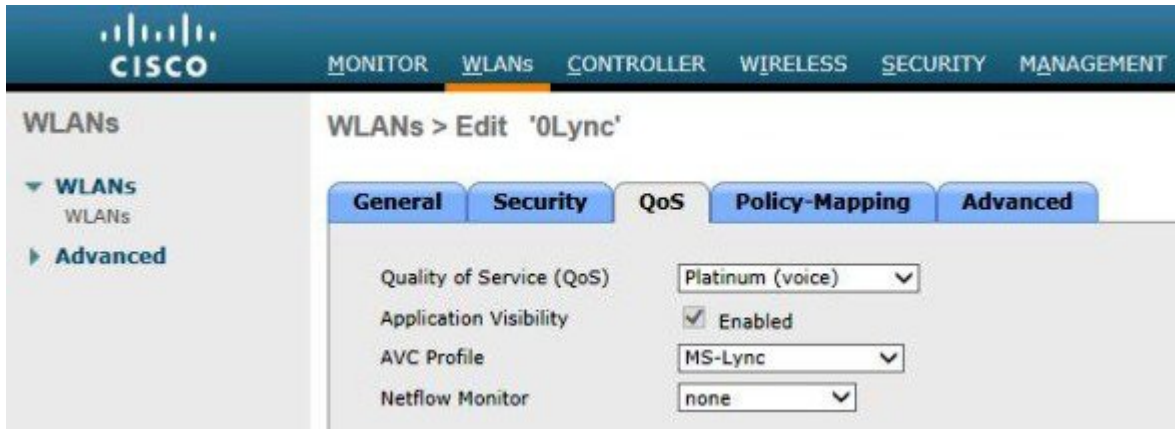 CISCO
MONITOR WLANs CONTROLLER WIRELESS SECURITY MANAGEMENT
WLANs
WLANs > Edit '0Lync'
WLANs
WLANs
Advanced
General Security QoS Policy-Mapping Advanced
Quality of Service (QoS) Platinum (voice)
Application Visibility Enabled
AVC Profile MS-Lync
Netflow Monitor none